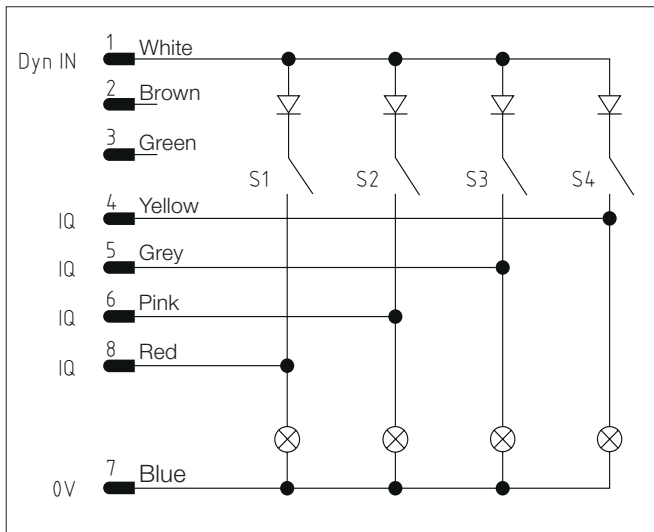 Dyn IN 1 White
2 Brown
3 Green
S1 S2 S3 S4
IQ 4 Yellow
IQ 5 Grey
IQ 6 Pink
IQ 8 Red
0V 7 Blue